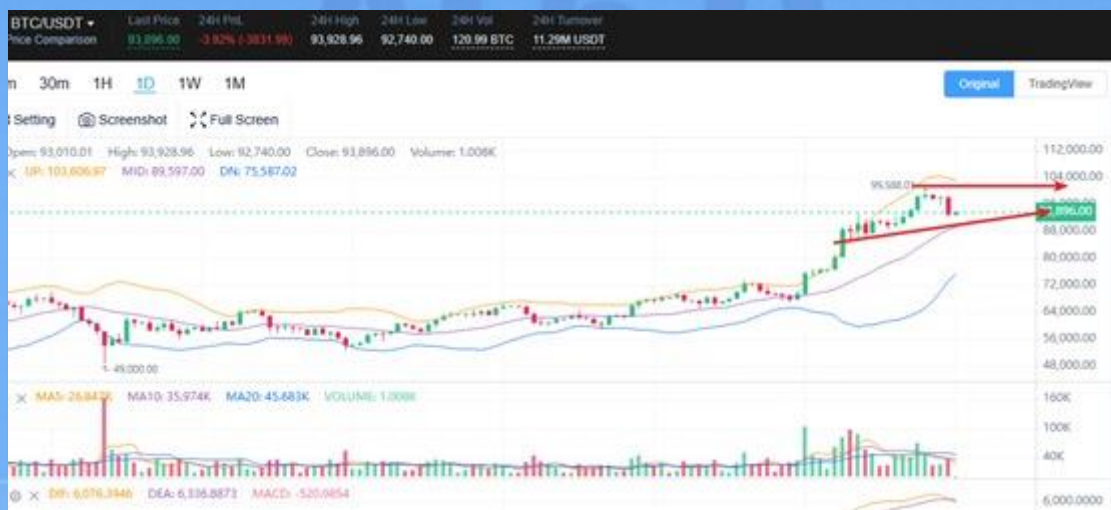 BTC/USDT Last Price 24H PnL 24H High 24H Low 24H Vol 24H Turnover
Price Comparison 93,896.00 -3.92% (-3831.99) 93,928.96 92,740.00 120.99 BTC 11.29M USDT
30m 1H 1D 1W 1M Original TradingView
Setting Screenshot Full Screen
Open: 93,010.01 High: 93,928.96 Low: 92,740.00 Close: 93,896.00 Volume: 1.008K
UP: 103,606.97 MID: 89,597.00 DN: 75,587.02
112,000.00
104,000.00
99,588.01
,896.00
88,000.00
80,000.00
72,000.00
64,000.00
56,000.00
48,000.00
49,000.00
MA5: 26.847K MA10: 35.974K MA20: 45.683K VOLUME: 1.008K
160K
100K
40K
DIF: 6,076.3946 DEA: 6,336.8873 MACD: -520.9854
6,000.0000